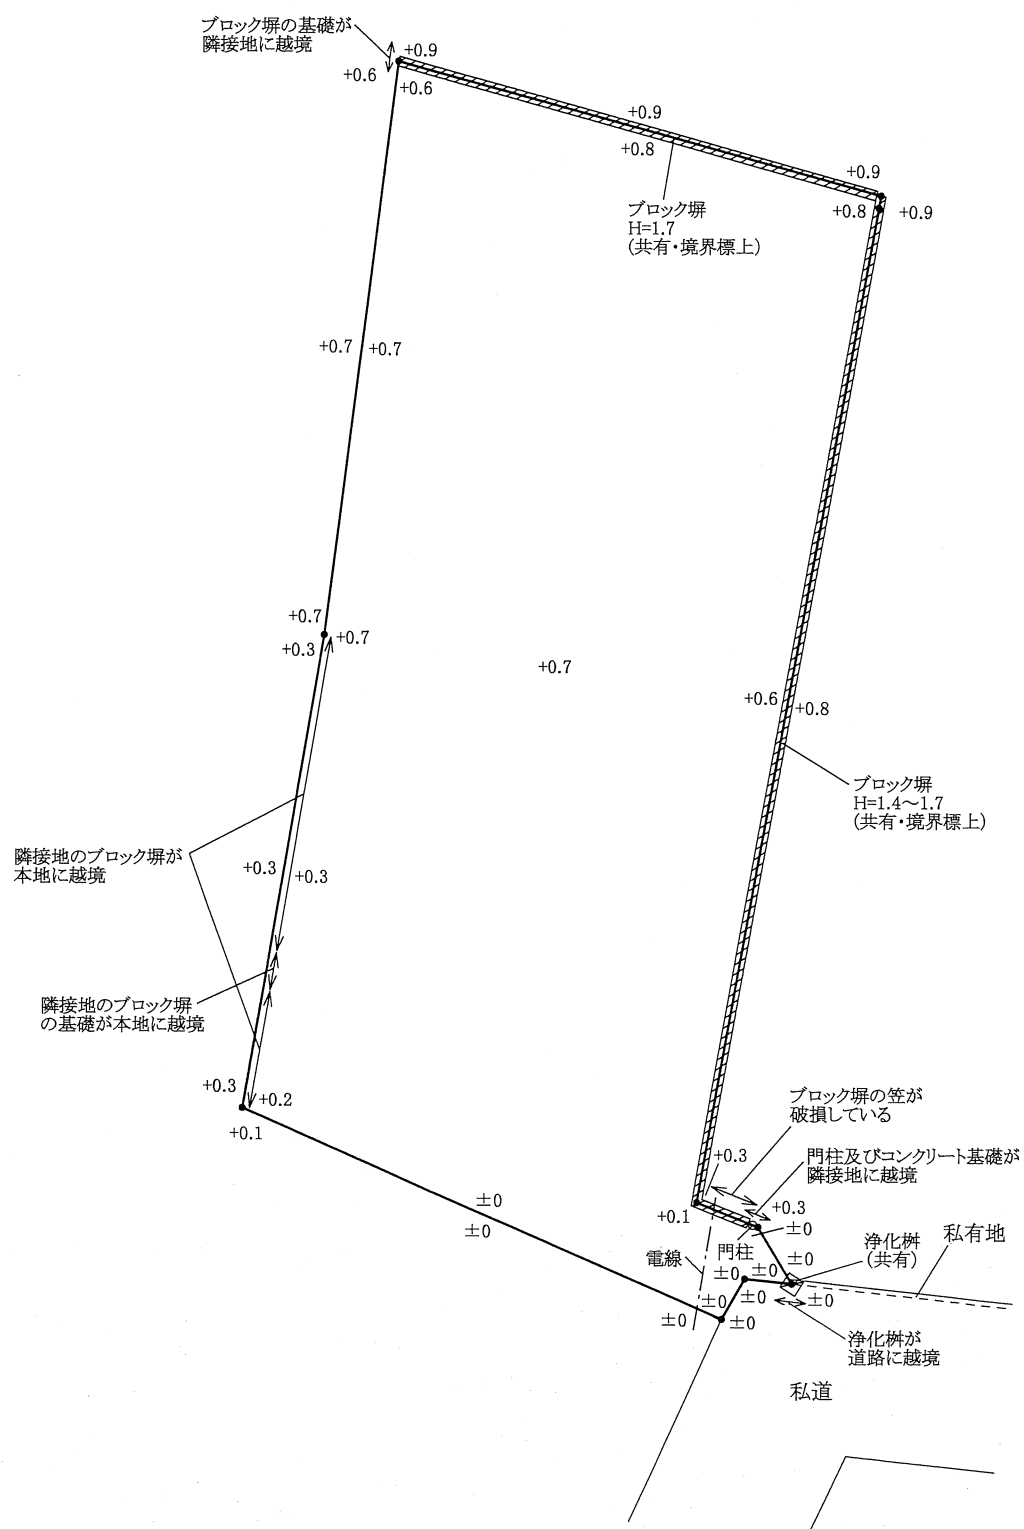 ブロック塀の基礎が
隣接地に越境
+0.9
+0.6
+0.6
+0.9
+0.8
+0.9
+0.8
+0.9
ブロック塀
H=1.7
(共有・境界標上)
+0.7
+0.7
+0.7
+0.7
+0.3
+0.7
+0.6
+0.8
ブロック塀
H=1.4～1.7
(共有・境界標上)
隣接地のブロック塀が
本地に越境
+0.3
+0.3
隣接地のブロック塀
の基礎が本地に越境
+0.3
+0.2
+0.1
ブロック塀の笠が
破損している
+0.3
門柱及びコンクリート基礎が
隣接地に越境
+0.1
+0.3
±0
±0
±0
門柱
電線
±0
±0
±0
浄化桝
(共有)
私有地
±0
±0
±0
±0
±0
浄化桝が
道路に越境
私道